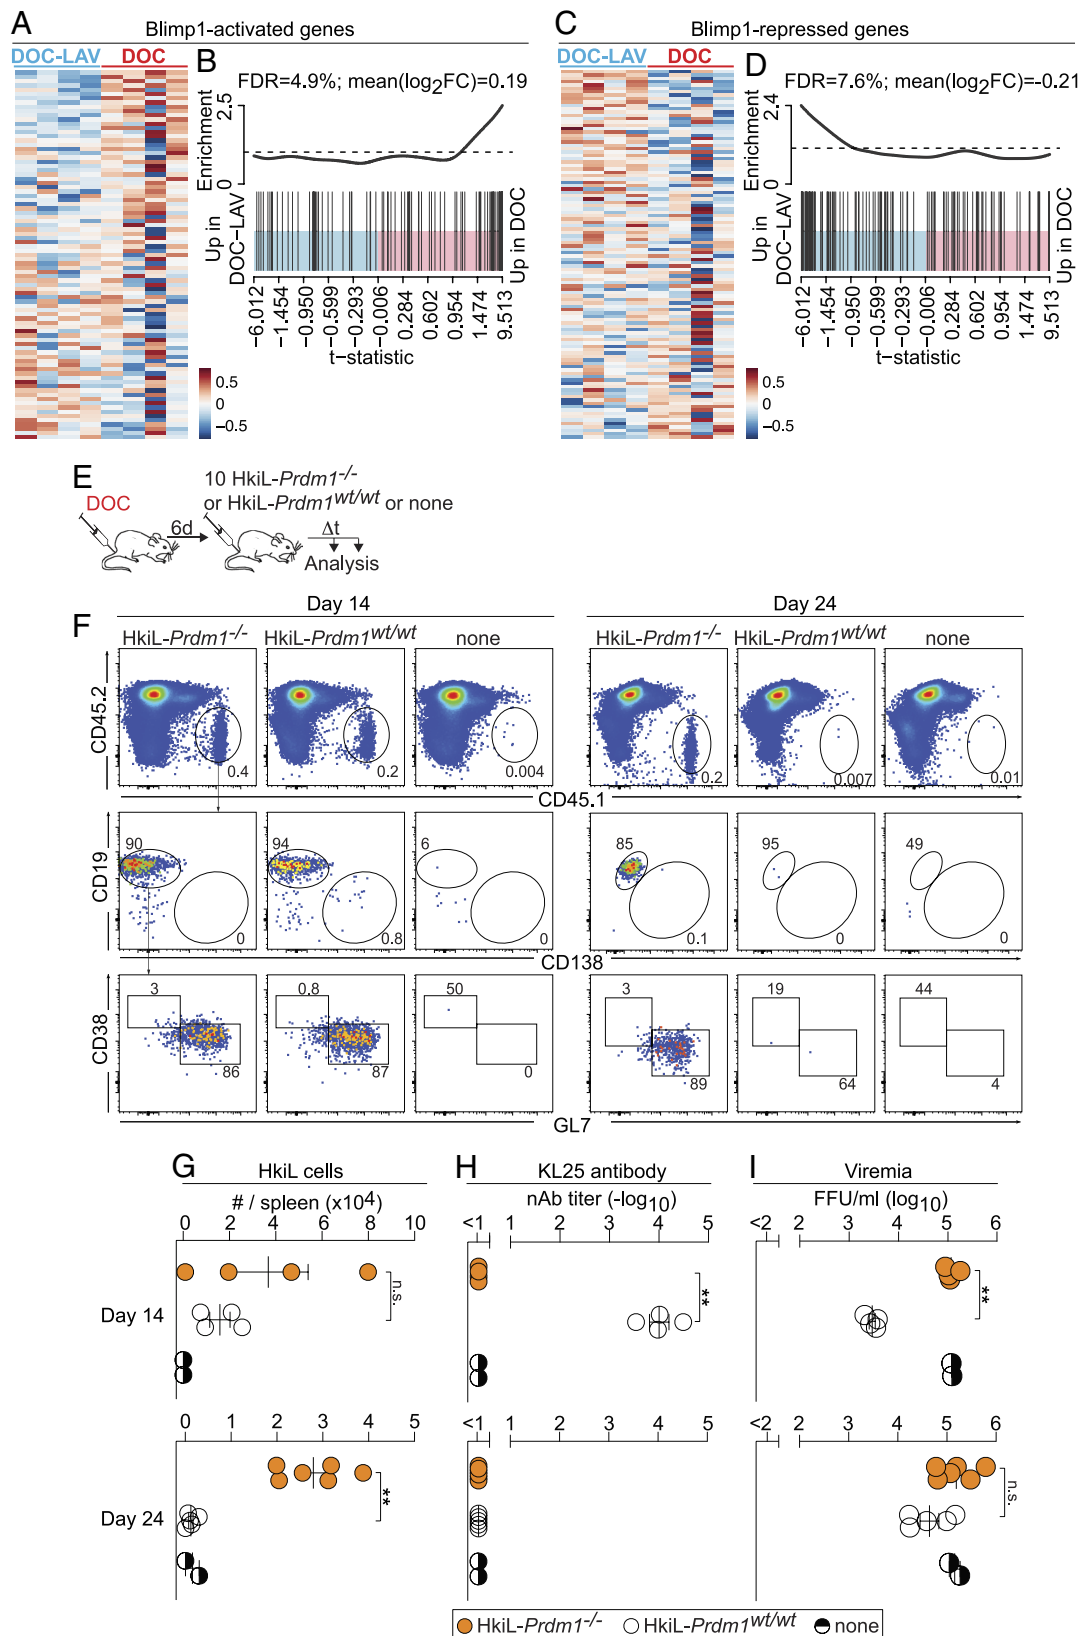 A
Blimp1-activated genes
DOC-LAV DOC
B
FDR=4.9%; mean(log2FC)=0.19
Enrichment
2.5
0
Up in DOC-LAV
Up in DOC
−6.012 −1.454 −0.950 −0.599 −0.293 −0.006 0.284 0.602 0.954 1.474 9.513
t−statistic
0.5
0
−0.5
C
Blimp1-repressed genes
DOC-LAV DOC
D
FDR=7.6%; mean(log2FC)=-0.21
Enrichment
2.4
0
Up in DOC-LAV
Up in DOC
−6.012 −1.454 −0.950 −0.599 −0.293 −0.006 0.284 0.602 0.954 1.474 9.513
t−statistic
0.5
0
−0.5
E
10 HkiL-Prdm1-/-
DOC
or HkiL-Prdm1wt/wt or none
6d
Δt
Analysis
Day 14
Day 24
F
HkiL-Prdm1-/- HkiL-Prdm1wt/wt none
HkiL-Prdm1-/- HkiL-Prdm1wt/wt none
CD45.2
0.4 0.2 0.004 0.2 0.007 0.01
CD45.1
CD19
90 94 6 85 95 49
0 0.8 0 0.1 0 0
CD138
CD38
3 0,8 50 3 19 44
86 87 0 89 64 4
GL7
G
HkiL cells
# / spleen (x104)
0 2 4 6 8 10
n.s.
Day 14
0 1 2 3 4 5
**
Day 24
H
KL25 antibody
nAb titer (-log10)
<1 1 2 3 4 5
**
<1 1 2 3 4 5
I
Viremia
FFU/ml (log10)
<2 2 3 4 5 6
**
<2 2 3 4 5 6
n.s.
HkiL-Prdm1-/- HkiL-Prdm1wt/wt none